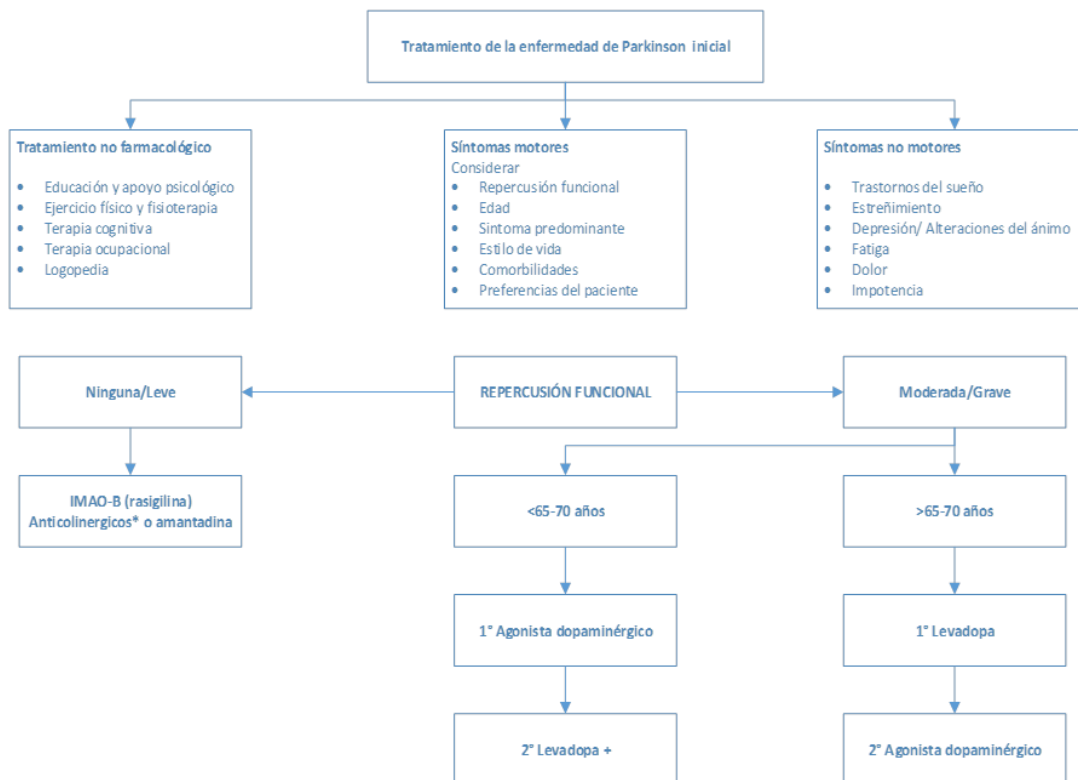 Tratamiento de la enfermedad de Parkinson inicial
Tratamiento no farmacológico
• Educación y apoyo psicológico
• Ejercicio físico y fisioterapia
• Terapia cognitiva
• Terapia ocupacional
• Logopedia
Síntomas motores
Considerar
• Repercusión funcional
• Edad
• Sintoma predominante
• Estilo de vida
• Comorbilidades
• Preferencias del paciente
Síntomas no motores
• Trastornos del sueño
• Estreñimiento
• Depresión/ Alteraciones del ánimo
• Fatiga
• Dolor
• Impotencia
Ninguna/Leve
REPERCUSIÓN FUNCIONAL
Moderada/Grave
IMAO-B (rasigilina)
Anticolinergicos* o amantadina
<65-70 años
>65-70 años
1° Agonista dopaminérgico
1° Levadopa
2° Levadopa +
2° Agonista dopaminérgico